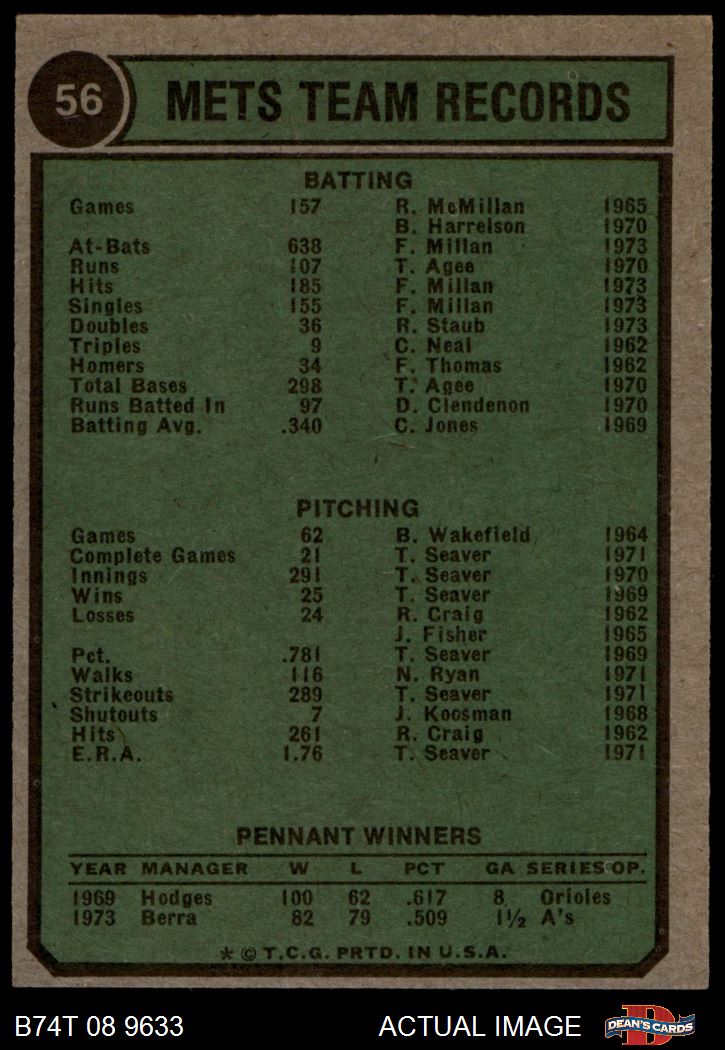 56 METS TEAM RECORDS
BATTING
Games 157 R. McMillan 1965
B. Harrelson 1970
At-Bats 638 F. Millan 1973
Runs 107 T. Agee 1970
Hits 185 F. Millan 1973
Singles 155 F. Millan 1973
Doubles 36 R. Staub 1973
Triples 9 C. Neal 1962
Homers 34 F. Thomas 1962
Total Bases 298 T. Agee 1970
Runs Batted In 97 D. Clendenon 1970
Batting Avg. .340 C. Jones 1969
PITCHING
Games 62 B. Wakefield 1964
Complete Games 21 T. Seaver 1971
Innings 291 T. Seaver 1970
Wins 25 T. Seaver 1969
Losses 24 R. Craig 1962
J. Fisher 1965
Pct. .781 T. Seaver 1969
Walks 116 N. Ryan 1971
Strikeouts 289 T. Seaver 1971
Shutouts 7 J. Koosman 1968
Hits 261 R. Craig 1962
E.R.A. 1.76 T. Seaver 1971
PENNANT WINNERS
YEAR MANAGER W L PCT GA SERIES OP.
1969 Hodges 100 62 .617 8 Orioles
1973 Berra 82 79 .509 1½ A's
* © T.C.G. PRTD. IN U.S.A.
B74T 08 9633 ACTUAL IMAGE D DEAN'S CARDS